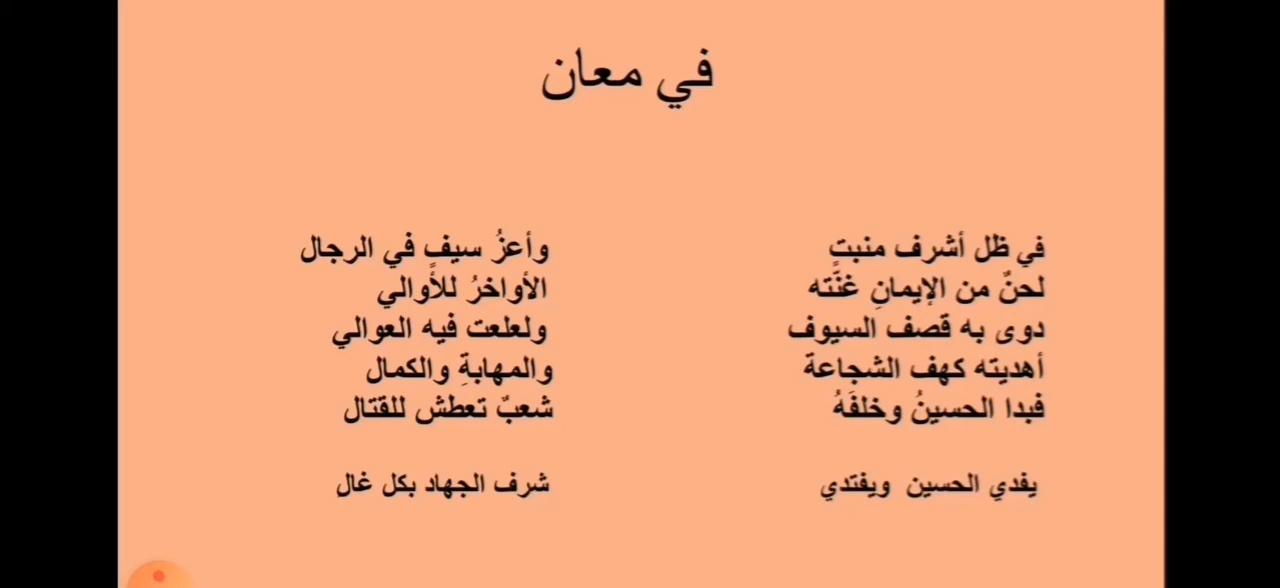 في معان
في ظل أشرف منبتٍ وأعزُ سيفٍ في الرجال
لحنٌ من الإيمانِ غنّته الأواخرُ للأوالي
دوى به قصف السيوف ولعلعت فيه العوالي
أهديته كهف الشجاعة والمهابةِ والكمال
فبدا الحسينُ وخلفَهُ شعبٌ تعطش للقتال
يفدي الحسين ويفتدي شرف الجهاد بكل غالِ